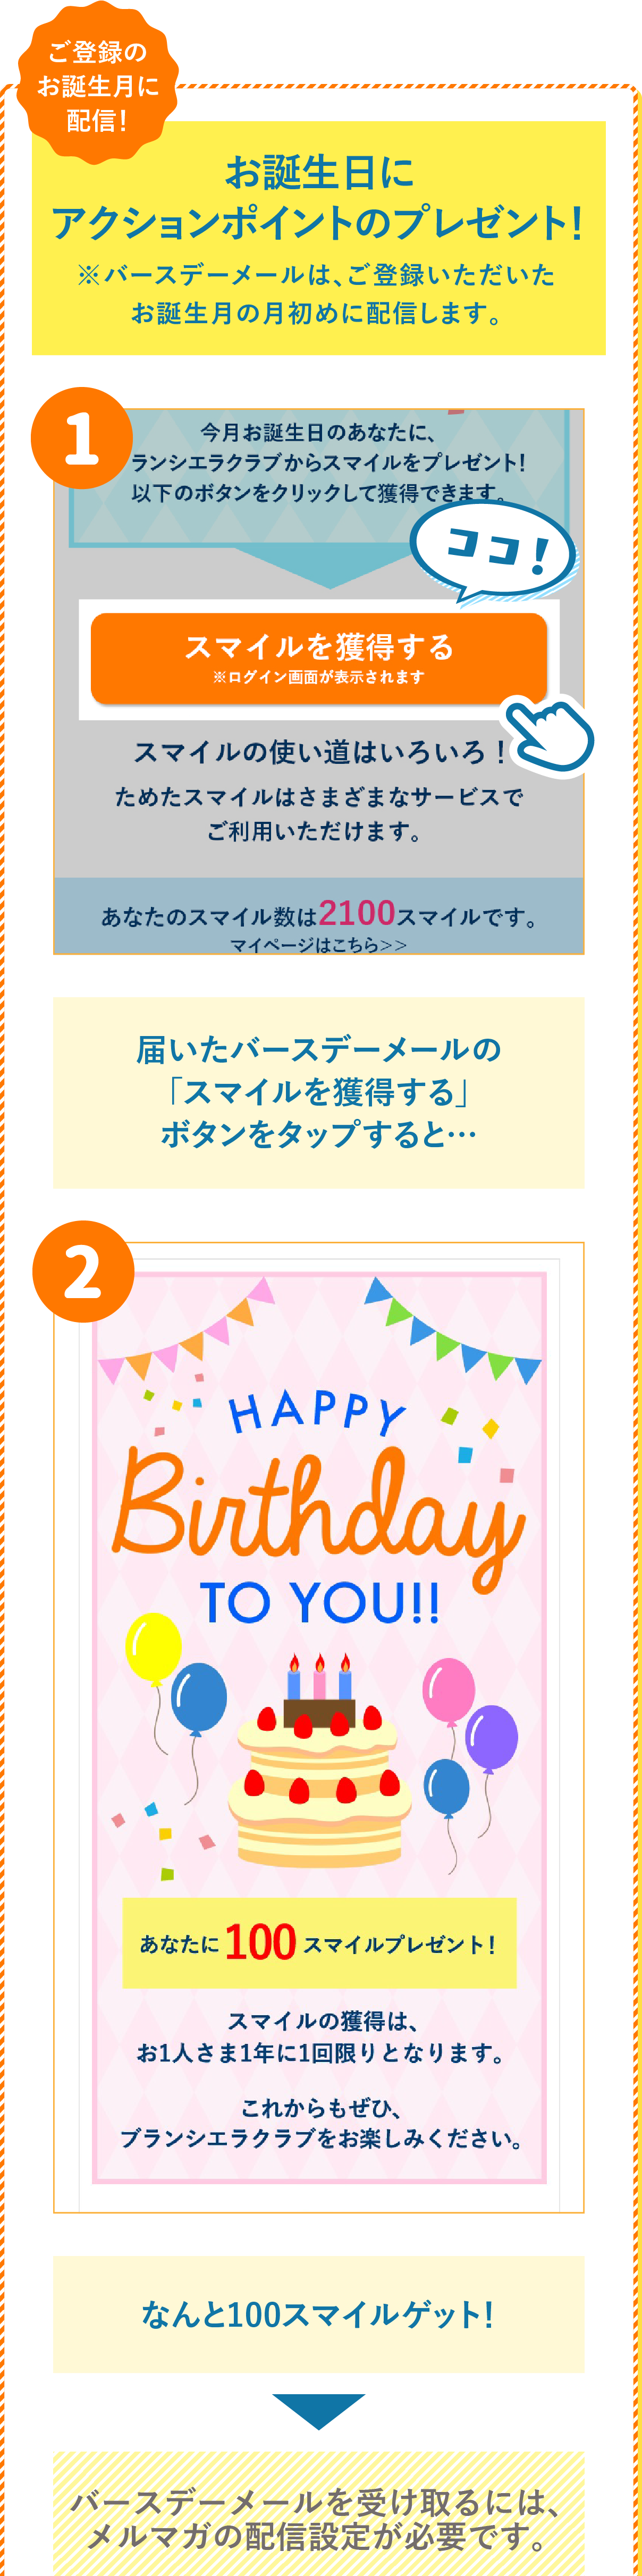 ご登録の
お誕生月に
配信！
お誕生日に
アクションポイントのプレゼント！
※バースデーメールは、ご登録いただいた
お誕生月の月初めに配信します。
1
今月お誕生日のあなたに、
ランシエラクラブからスマイルをプレゼント！
以下のボタンをクリックして獲得できます。
ココ！
スマイルを獲得する
※ログイン画面が表示されます
スマイルの使い道はいろいろ！
ためたスマイルはさまざまなサービスで
ご利用いただけます。
あなたのスマイル数は2100スマイルです。
マイページはこちら>>
届いたバースデーメールの
「スマイルを獲得する」
ボタンをタップすると…
2
HAPPY
Birthday
TO YOU!!
あなたに100スマイルプレゼント！
スマイルの獲得は、
お1人さま1年に1回限りとなります。
これからもぜひ、
ブランシエラクラブをお楽しみください。
なんと100スマイルゲット！
バースデーメールを受け取るには、
メルマガの配信設定が必要です。